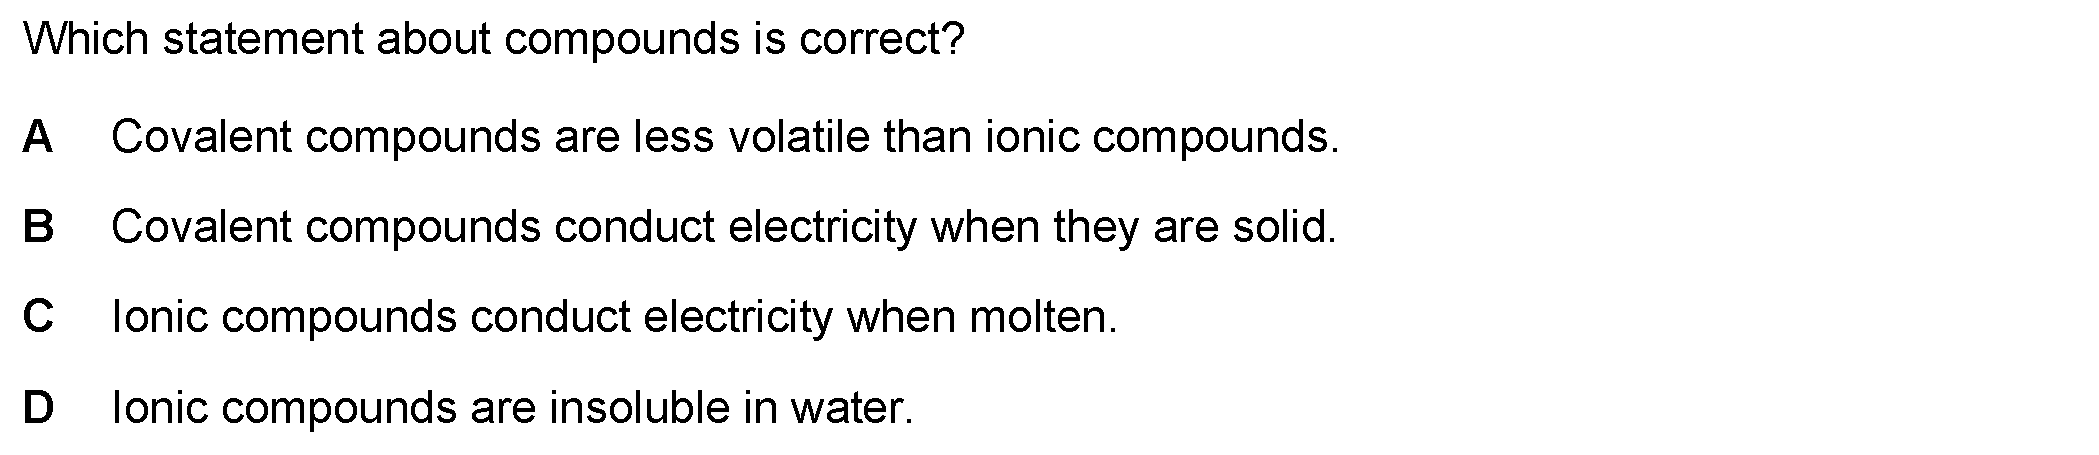 Which statement about compounds is correct?
A Covalent compounds are less volatile than ionic compounds.
B Covalent compounds conduct electricity when they are solid.
C Ionic compounds conduct electricity when molten.
D Ionic compounds are insoluble in water.